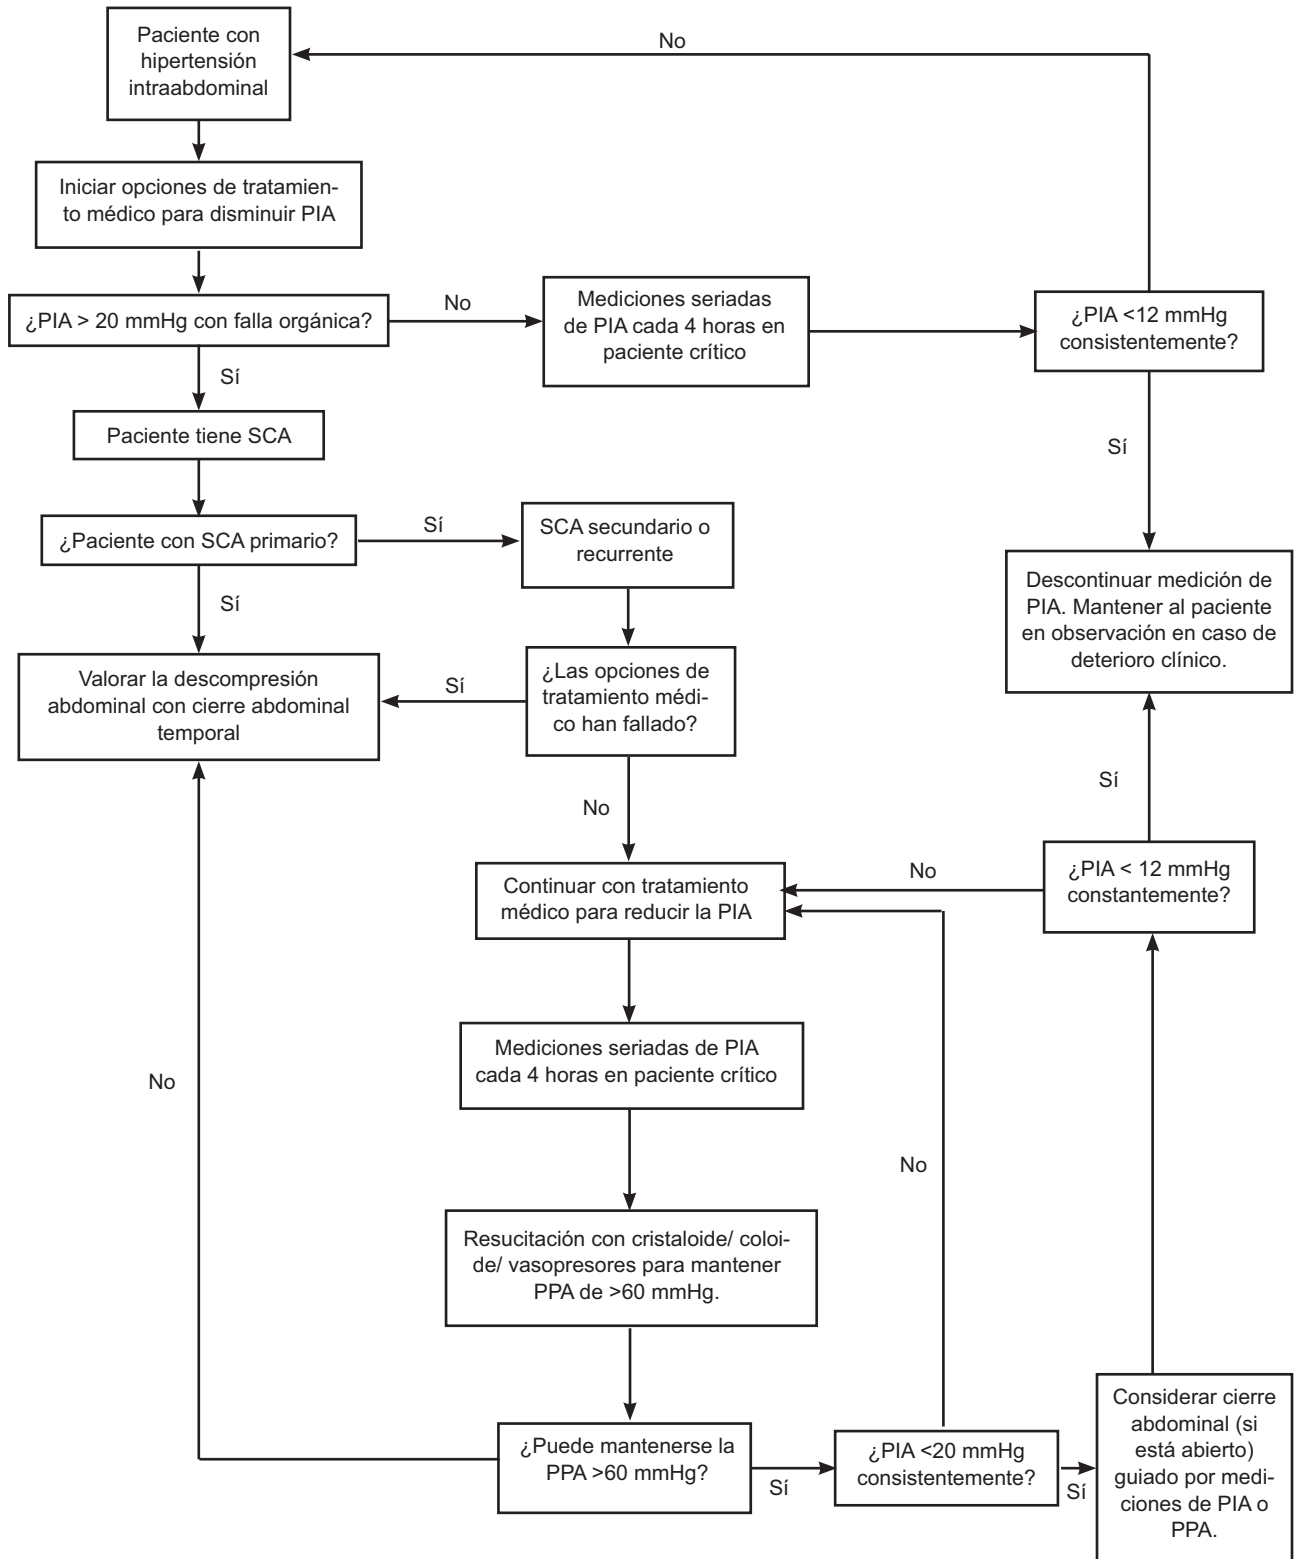 Paciente con
hipertensión
intraabdominal
No
Iniciar opciones de tratamien-
to médico para disminuir PIA
¿PIA > 20 mmHg con falla orgánica?
No
Mediciones seriadas
de PIA cada 4 horas en
paciente crítico
¿PIA <12 mmHg
consistentemente?
Sí
Paciente tiene SCA
Sí
¿Paciente con SCA primario?
Sí
SCA secundario o
recurrente
Descontinuar medición de
PIA. Mantener al paciente
en observación en caso de
deterioro clínico.
Sí
Valorar la descompresión
abdominal con cierre abdominal
temporal
Sí
¿Las opciones de
tratamiento médi-
co han fallado?
Sí
No
Continuar con tratamiento
médico para reducir la PIA
No
¿PIA < 12 mmHg
constantemente?
Mediciones seriadas de PIA
cada 4 horas en paciente crítico
No
No
Resucitación con cristaloide/ coloi-
de/ vasopresores para mantener
PPA de >60 mmHg.
¿Puede mantenerse la
PPA >60 mmHg?
Sí
¿PIA <20 mmHg
consistentemente?
Sí
Considerar cierre
abdominal (si
está abierto)
guiado por medi-
ciones de PIA o
PPA.